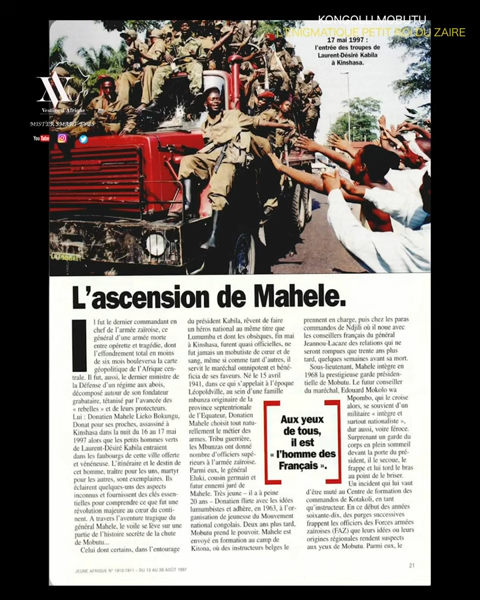 KONGOLU MOBUTU
L'ÉNIGMATIQUE PETIT ROI DU ZAIRE
17 mai 1997 :
l'entrée des troupes de
Laurent-Désiré Kabila
à Kinshasa.
L'ascension de Mahele.
Il fut le dernier commandant en
chef de l'armée zaïroise, ce
général d'une armée morte
entre opérette et tragédie, dont
l'effondrement total en moins
de six mois bouleversa la carte
géopolitique de l'Afrique cen-
trale. Il fut, aussi, le dernier ministre de
la Défense d'un régime aux abois,
décomposé autour de son fondateur
grabataire, tétanisé par l'avancée des
« rebelles » et de leurs protecteurs.
Lui : Donatien Mahele Lieko Bokungu,
Donat pour ses proches, assassiné à
Kinshasa dans la nuit du 16 au 17 mai
1997 alors que les petits hommes verts
de Laurent-Désiré Kabila entraient
dans les faubourgs de cette ville offerte
et vénéneuse. L'itinéraire et le destin de
cet homme, traître pour les uns, martyr
pour les autres, sont exemplaires. Ils
éclairent quelques-uns des aspects
inconnus et fournissent des clés essen-
tielles pour comprendre ce que fut une
révolution majeure au cœur du conti-
nent. A travers l'aventure tragique du
général Mahele, le voile se lève sur une
partie de l'histoire secrète de la chute
de Mobutu...
Celui dont certains, dans l'entourage
du président Kabila, rêvent de faire
un héros national au même titre que
Lumumba et dont les obsèques, fin mai
à Kinshasa, furent quasi officielles, ne
fut jamais un mobutiste de cœur et de
sang, même si comme tant d'autres, il
servit le maréchal omnipotent et béné-
ficia de ses faveurs. Né le 15 avril
1941, dans ce qui s'appelait à l'époque
Léopoldville, au sein d'une famille
mbunza originaire de la
province septentrionale
de l'Equateur, Donatien
Mahele choisit tout natu-
rellement le métier des
armes. Tribu guerrière,
les Mbunzas ont donné
nombre d'officiers supé-
rieurs à l'armée zaïroise.
Parmi eux, le général
Eluki, cousin germain et
futur ennemi juré de
Mahele. Très jeune – il a à peine
20 ans – Donatien flirte avec les idées
lumumbistes et adhère, en 1963, à l'or-
ganisation de jeunesse du Mouvement
national congolais. Deux ans plus tard,
Mobutu prend le pouvoir. Mahele est
envoyé en formation au camp de
Kitona, où des instructeurs belges le
prennent en charge, puis chez les paras
commandos de Ndjili où il noue avec
les conseillers français du général
Jeannou-Lacaze des relations qui ne
seront rompues que trente ans plus
tard, quelques semaines avant sa mort.
Sous-lieutenant, Mahele intègre en
1968 la prestigieuse garde présiden-
tielle de Mobutu. Le futur conseiller
du maréchal, Edouard Mokolo wa
Mpombo, qui le croise
alors, se souvient d'un
militaire « intègre et
surtout nationaliste »,
dur aussi, voire féroce.
Surprenant un garde du
corps en plein sommeil
devant la porte du pré-
sident, il le secoue, le
frappe et lui tord le bras
au point de le briser.
Un incident qui lui vaut
d'être muté au Centre de formation des
commandos de Kotakoli, en tant
qu'instructeur. En ce début des années
soixante-dix, des purges successives
frappent les officiers des Forces armées
zaïroises (FAZ) que leurs idées ou leurs
origines régionales rendent suspects
aux yeux de Mobutu. Parmi eux, le
Aux yeux
de tous,
il est
« l'homme des
Français ».
JEUNE AFRIQUE N° 1910-1911 - DU 13 AU 26 AOÛT 1997
21